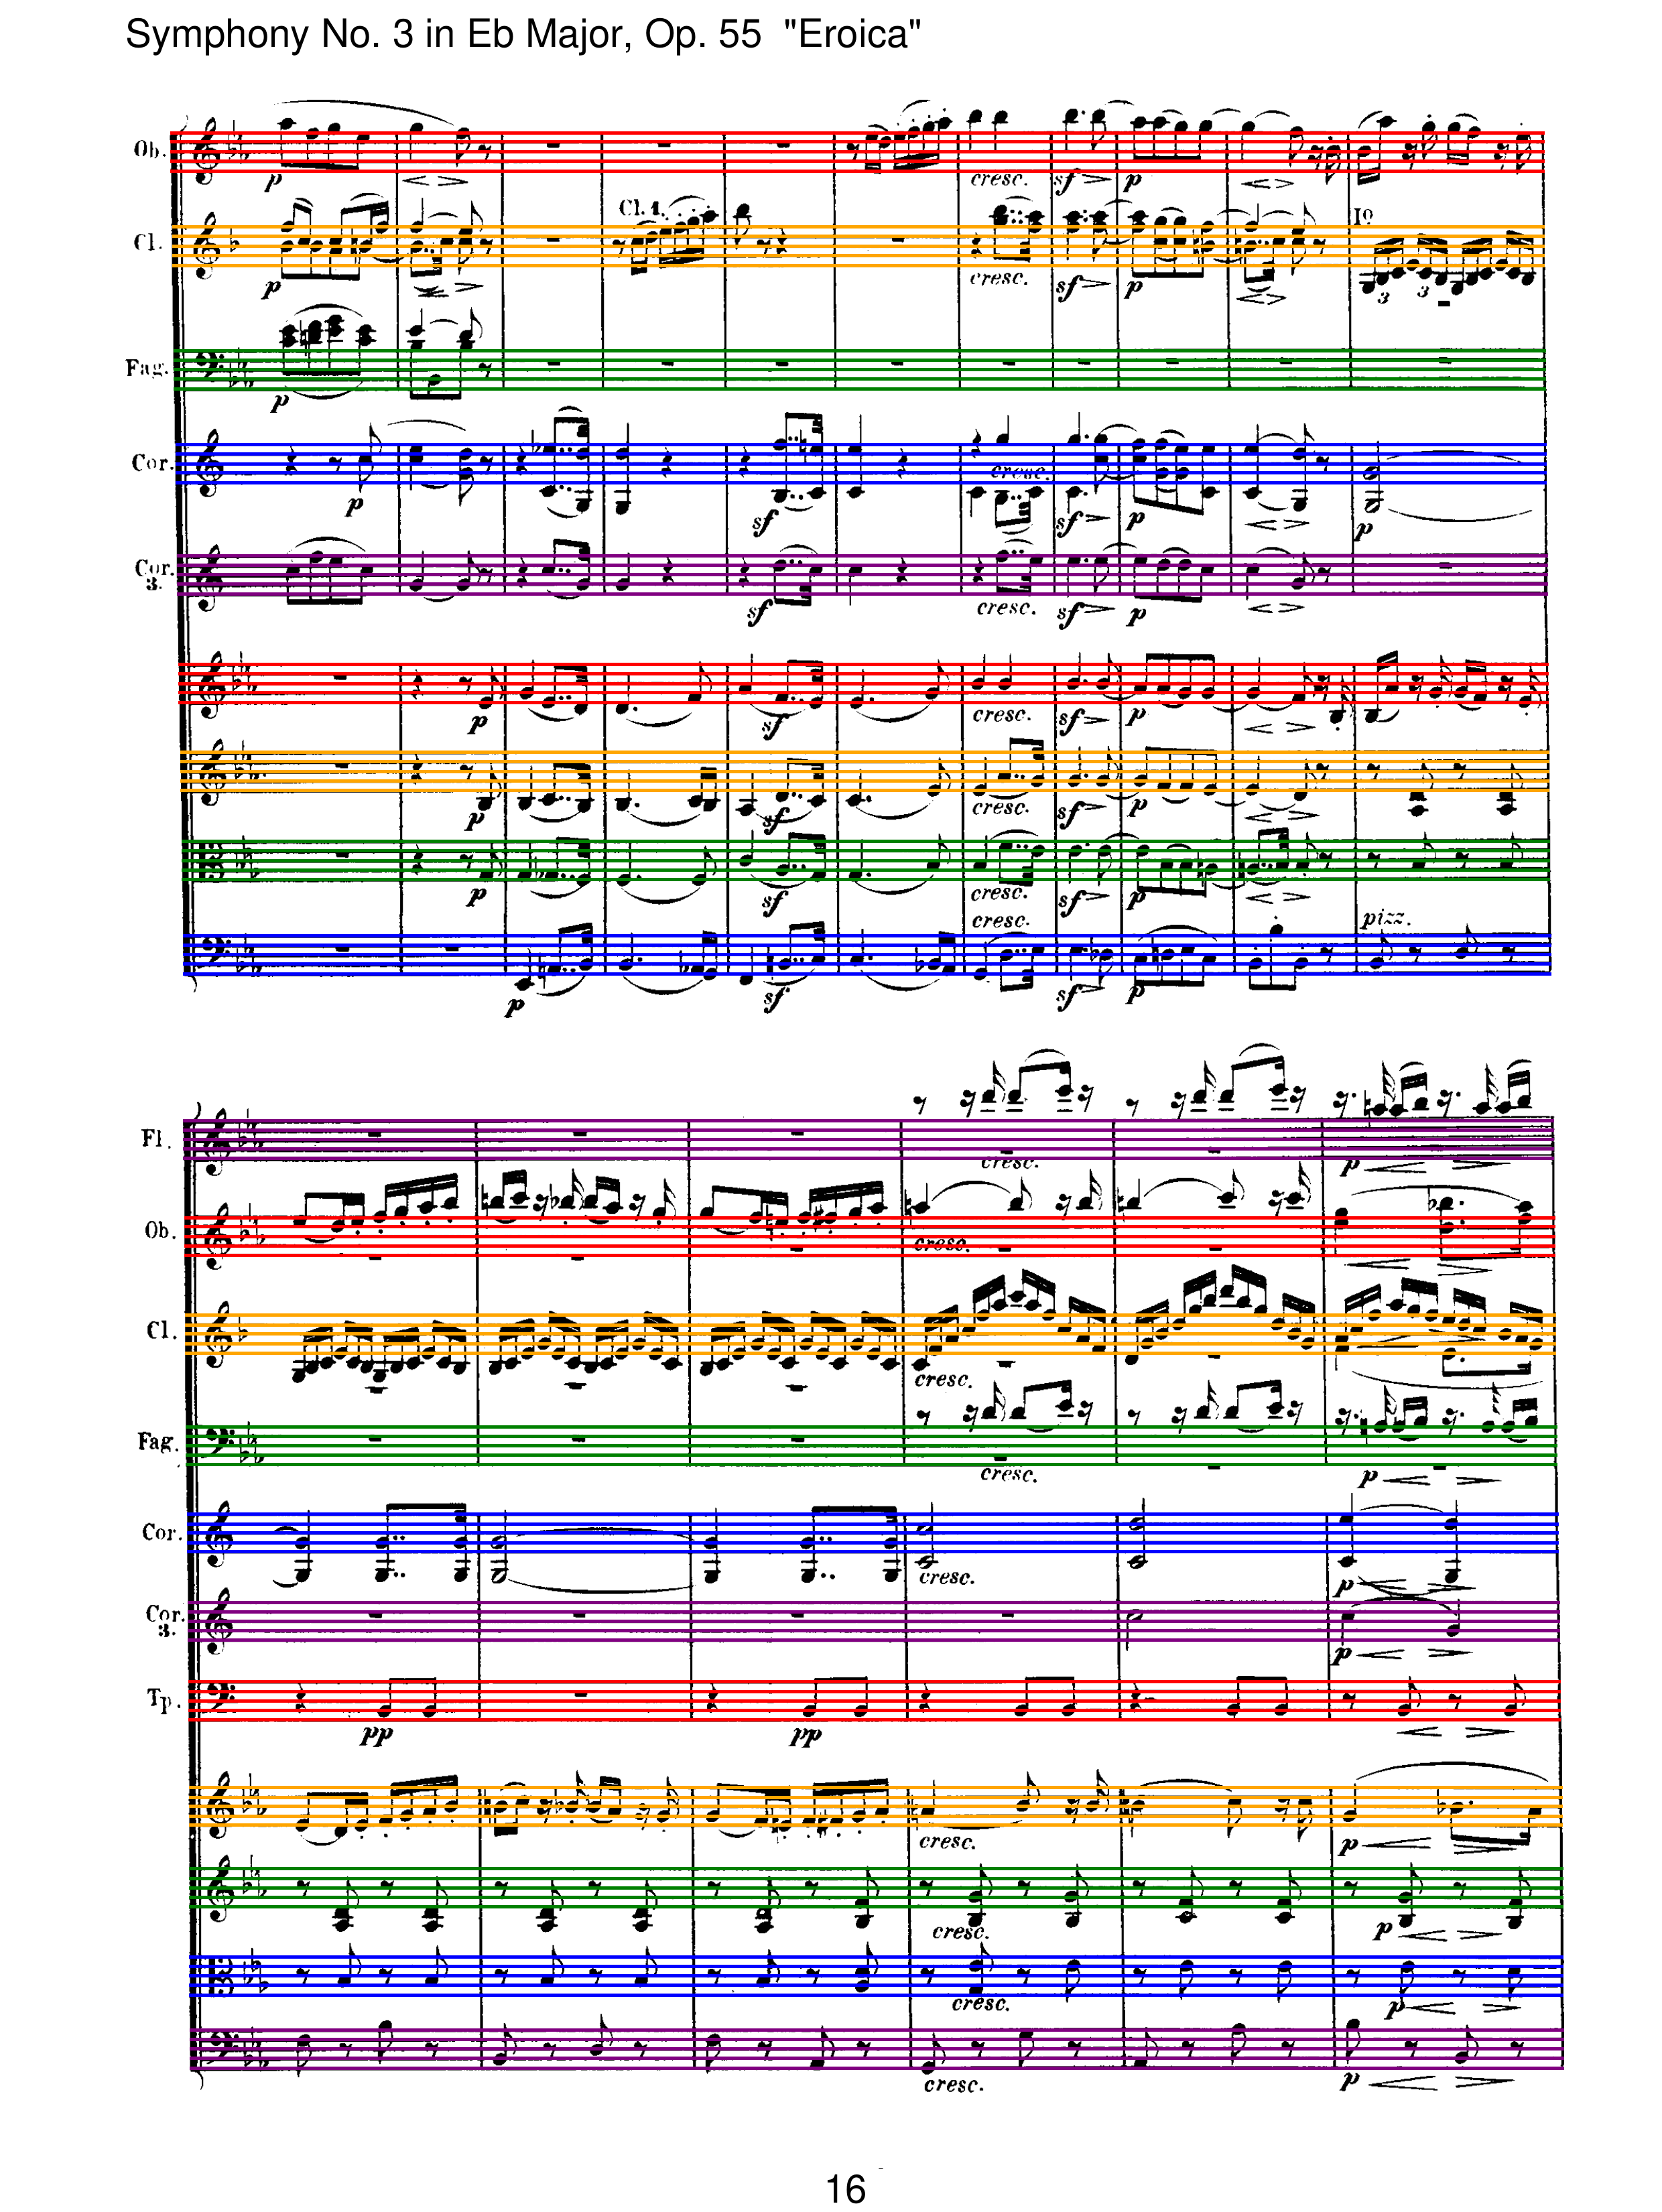 Symphony No. 3 in Eb Major, Op. 55 "Eroica"
Ob.
p
cresc. sf p
Cl. 1.
Iº
Cl.
p
cresc. sf p
3 3
Fag.
p
Cor.
p
sf
cresc.
sf p
p
Cor.
3.
sf
cresc. sf p
p
sf
cresc. sf p
p
sf
cresc. sf p
p
sf
cresc. sf p
cresc.
pizz.
p
sf
sf p
Fl.
cresc.
p
Ob.
cresc.
Cl.
cresc.
Fag.
cresc.
p
Cor.
cresc.
p
Cor.
3.
p
Tp.
pp
pp
cresc.
p
cresc.
p
cresc.
p
cresc.
p
16